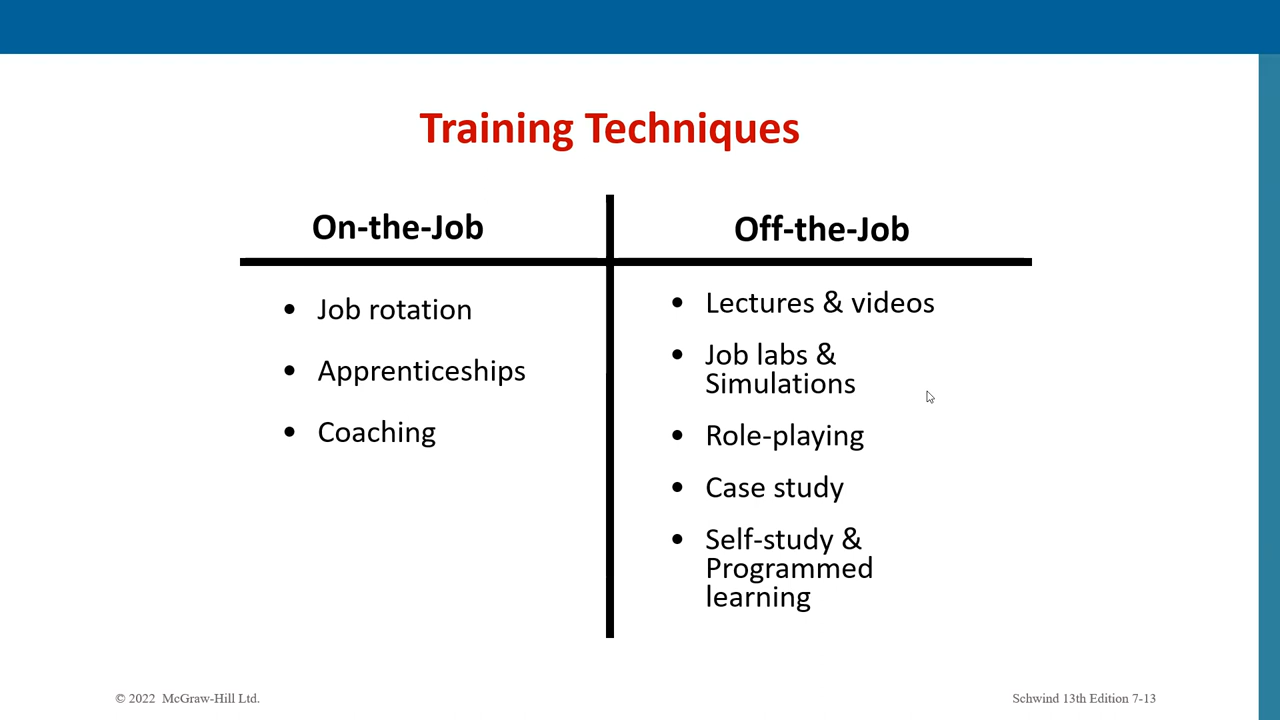 Training Techniques
On-the-Job
Job rotation
Apprenticeships
Coaching
Off-the-Job
Lectures & videos
Job labs &
Simulations
Role-playing
Case study
Self-study &
Programmed
learning
© 2022 McGraw-Hill Ltd.
Schwind 13th Edition 7-13